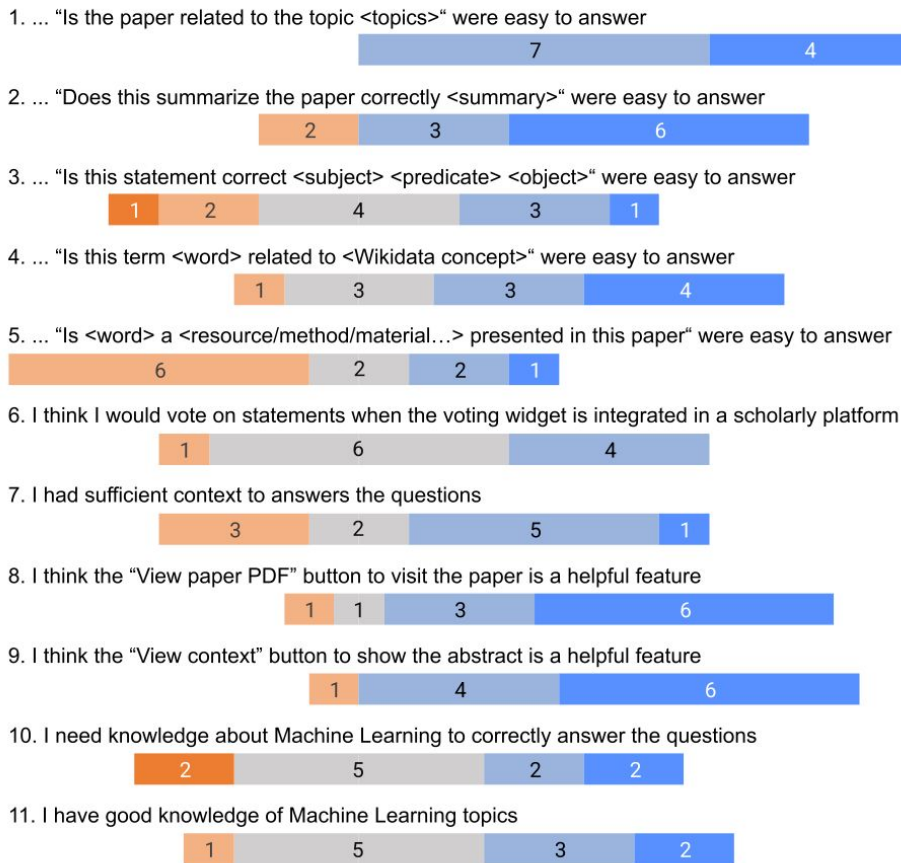 1. ... “Is the paper related to the topic <topics>“ were easy to answer
7 4
2. ... “Does this summarize the paper correctly <summary>“ were easy to answer
2 3 6
3. ... “Is this statement correct <subject> <predicate> <object>“ were easy to answer
1 2 4 3 1
4. ... “Is this term <word> related to <Wikidata concept>“ were easy to answer
1 3 3 4
5. ... “Is <word> a <resource/method/material...> presented in this paper“ were easy to answer
6 2 2 1
6. I think I would vote on statements when the voting widget is integrated in a scholarly platform
1 6 4
7. I had sufficient context to answers the questions
3 2 5 1
8. I think the “View paper PDF” button to visit the paper is a helpful feature
1 1 3 6
9. I think the “View context” button to show the abstract is a helpful feature
1 4 6
10. I need knowledge about Machine Learning to correctly answer the questions
2 5 2 2
11. I have good knowledge of Machine Learning topics
1 5 3 2